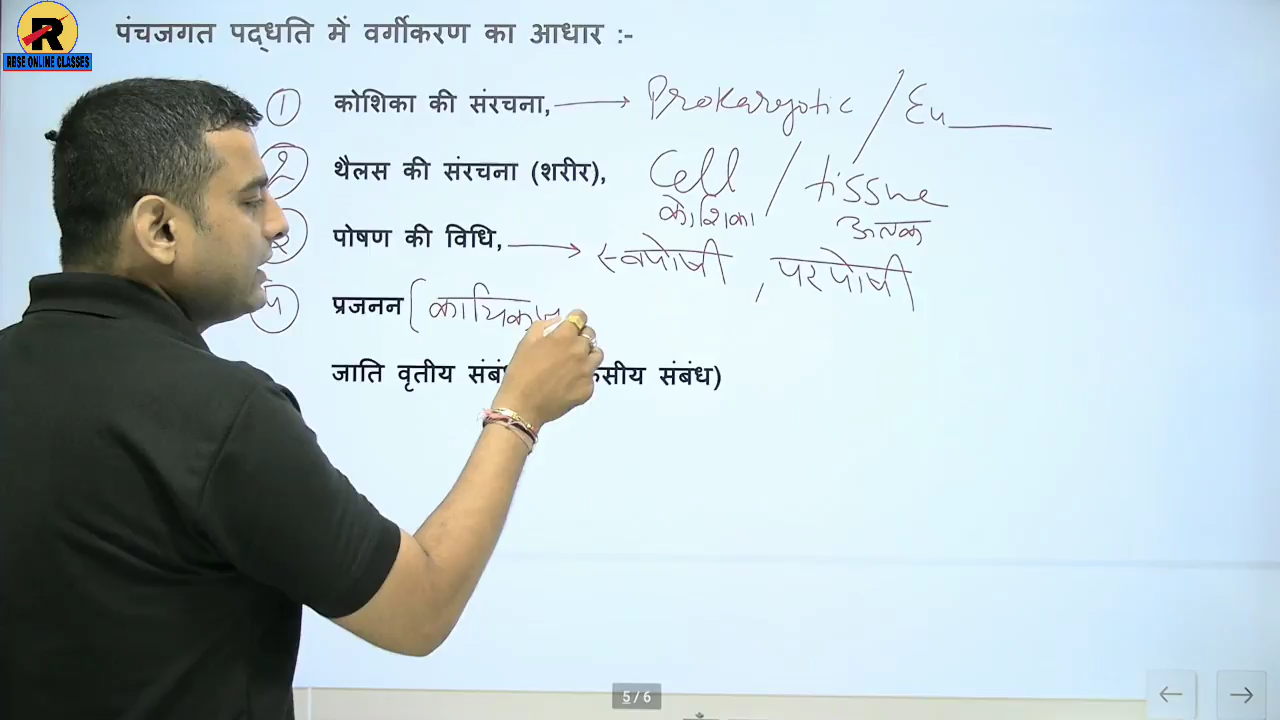 R
RBSE ONLINE CLASSES
पंचजगत पद्धति में वर्गीकरण का आधार :-
① कोशिका की संरचना, Prokaryotic / Eu
② थैलस की संरचना (शरीर), Cell / tissue
कोशिका ऊतक
पोषण की विधि, स्वपोषी , परपोषी
प्रजनन ( कायिक
जाति वृतीय संबंध
संबंध)
5 / 6